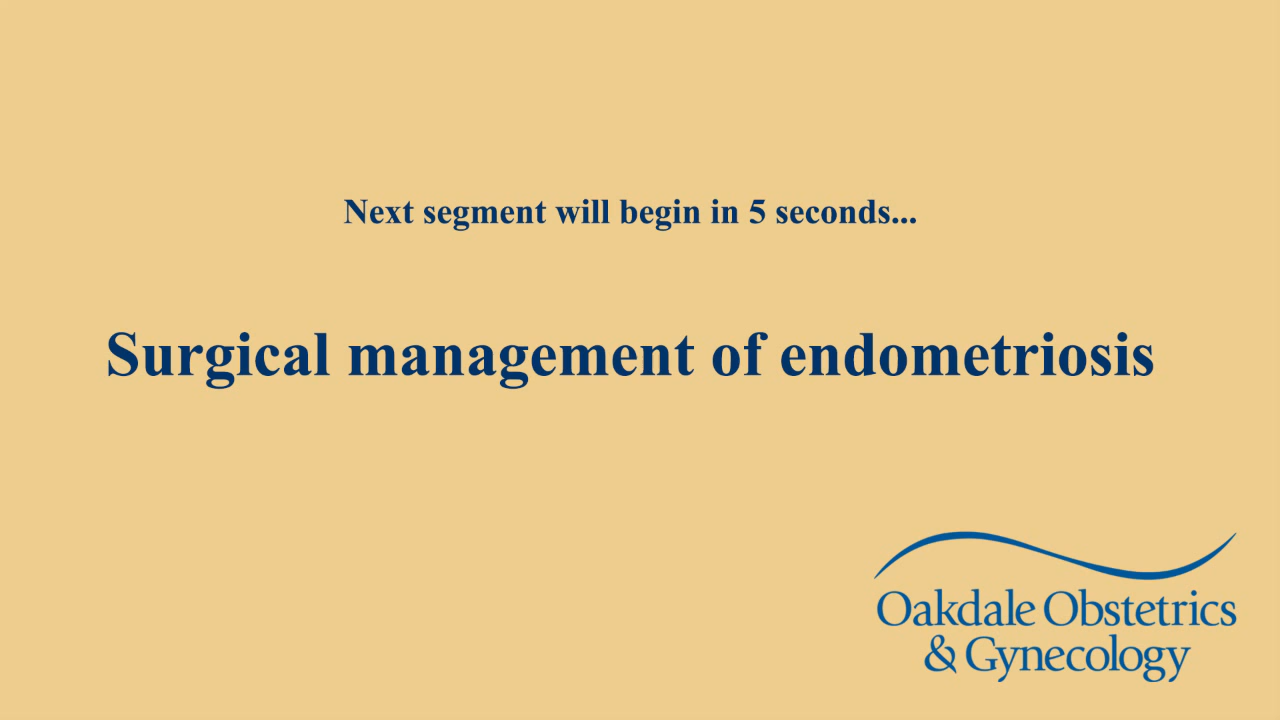 Next segment will begin in 5 seconds...
Surgical management of endometriosis
Oakdale Obstetrics
& Gynecology